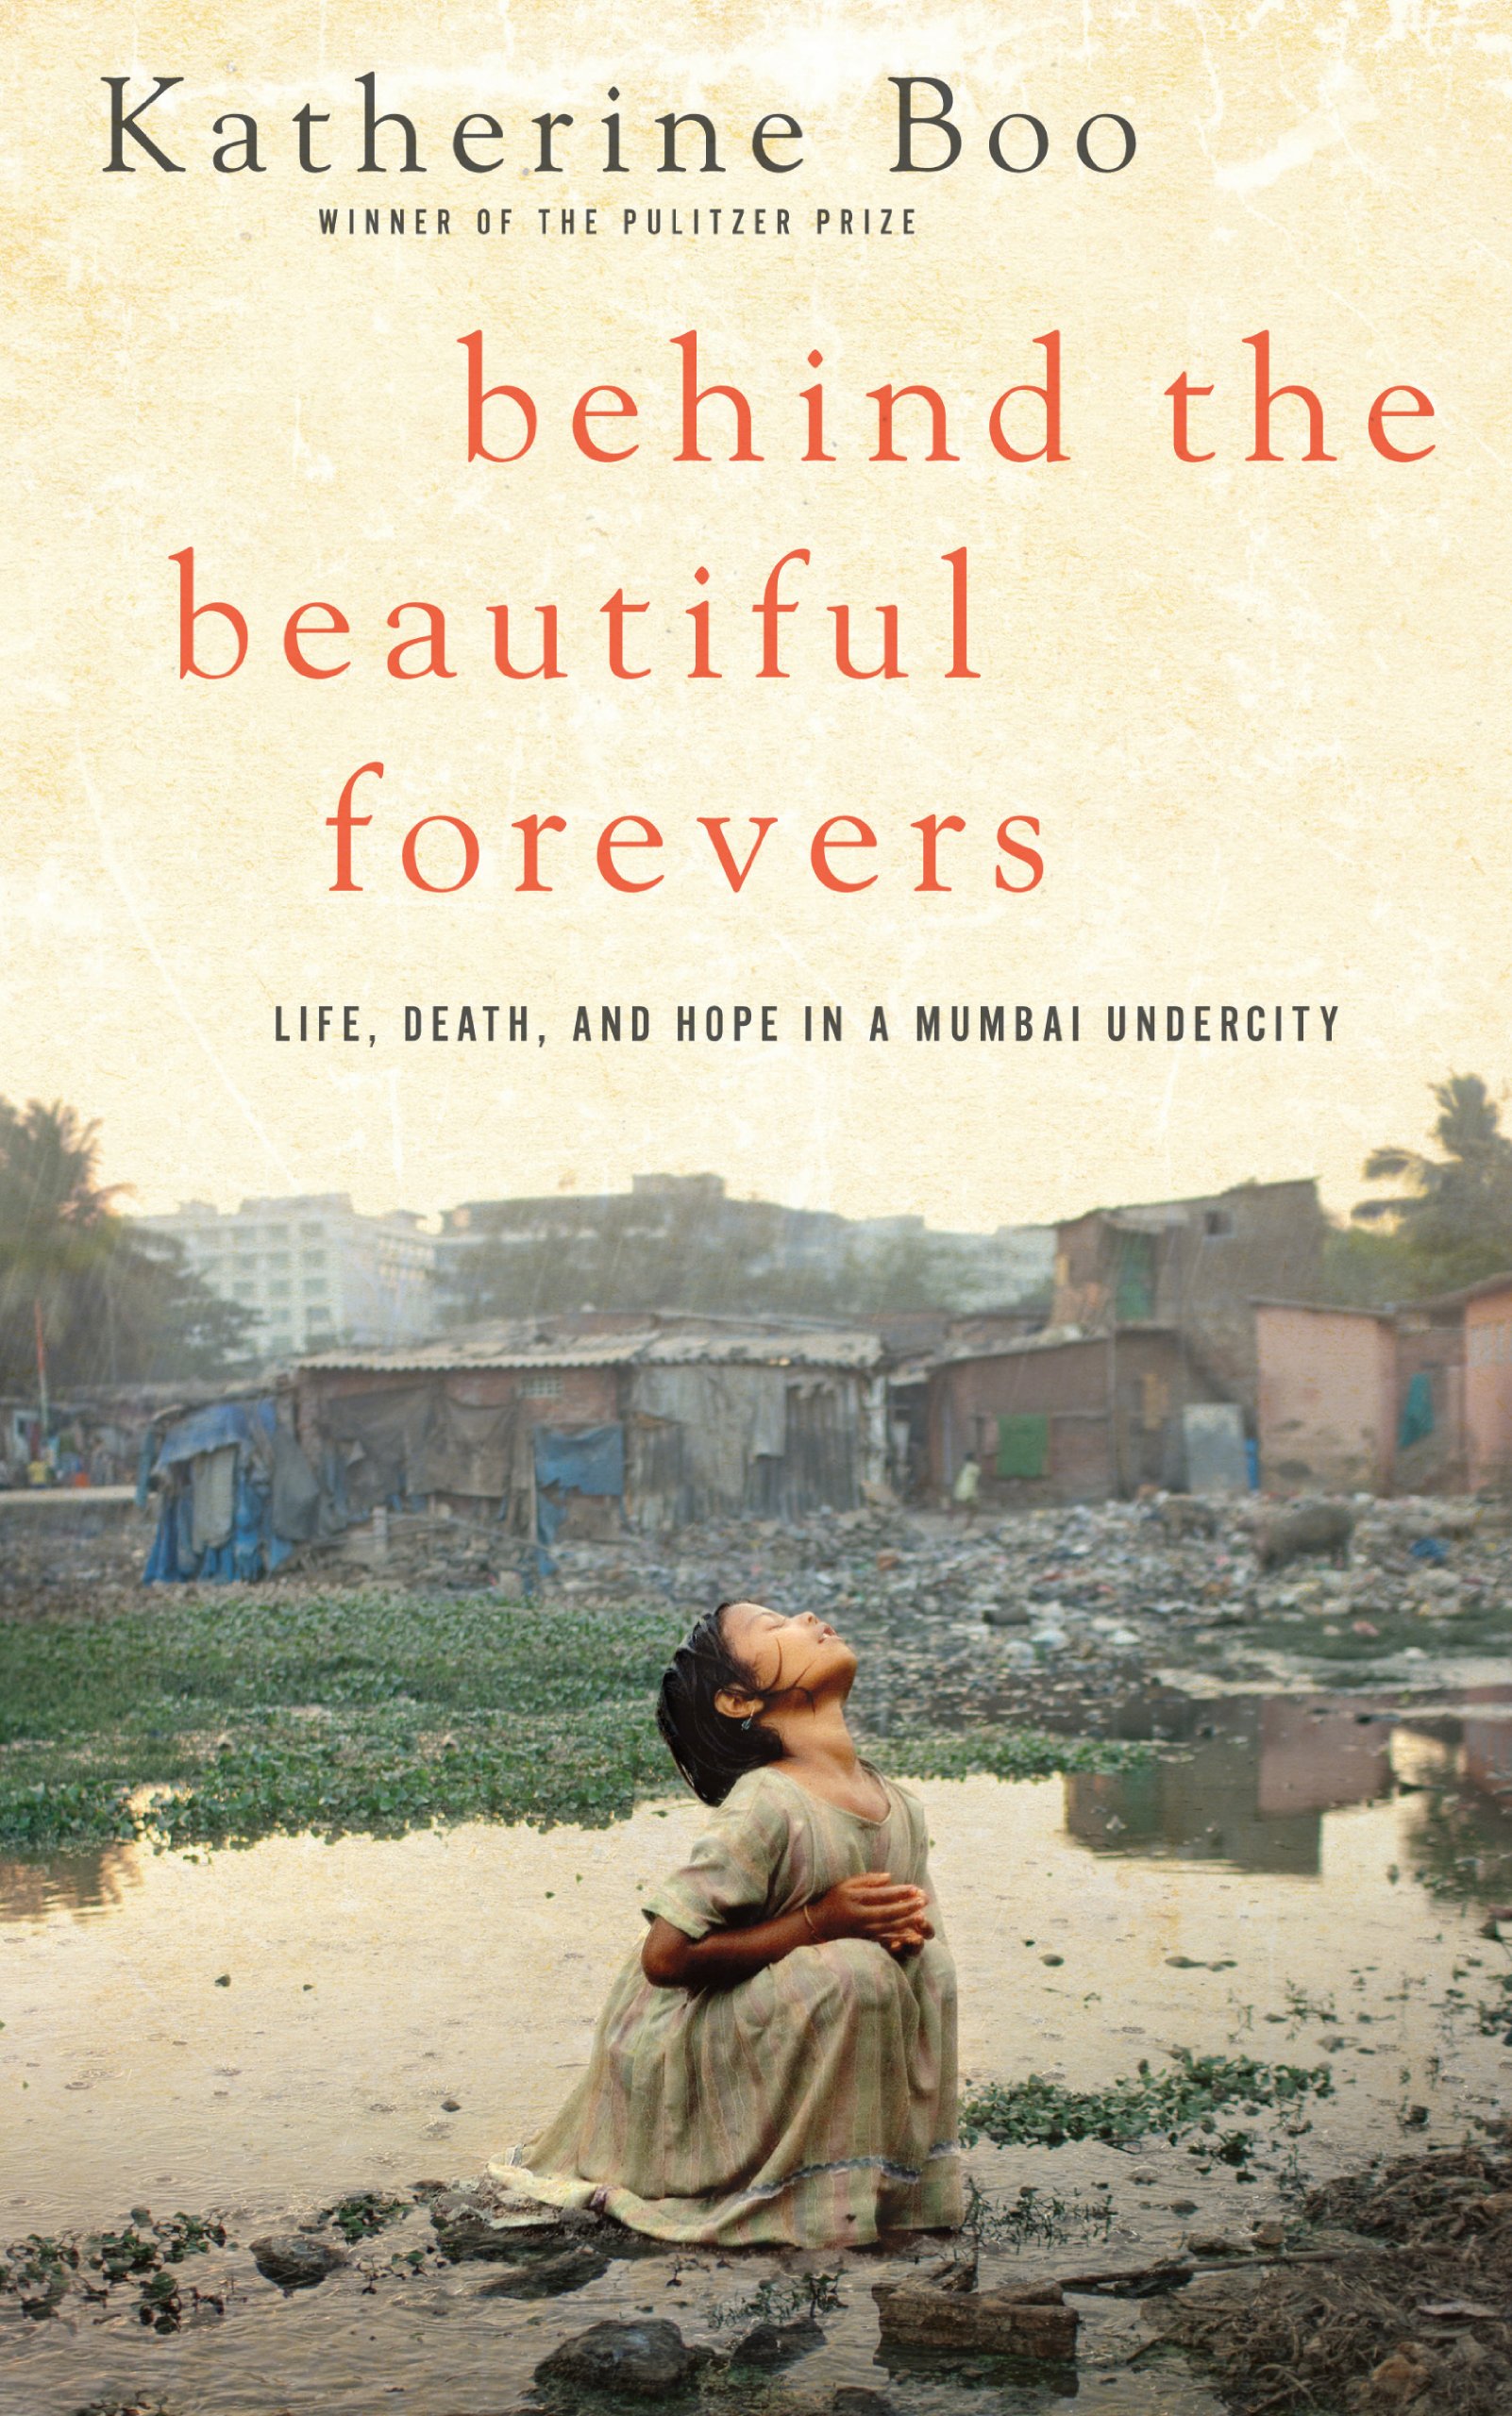 Katherine Boo
WINNER OF THE PULITZER PRIZE
behind the
beautiful
forevers
LIFE, DEATH, AND HOPE IN A MUMBAI UNDERCITY